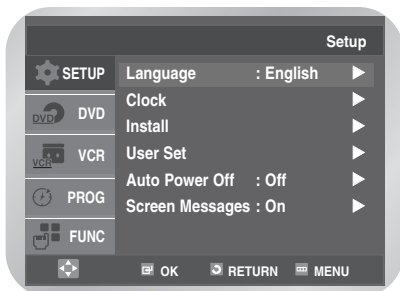 Setup
SETUP
DVD
DVD
VCR
VCR
PROG
FUNC
Language : English
Clock
Install
User Set
Auto Power Off : Off
Screen Messages : On
OK RETURN MENU